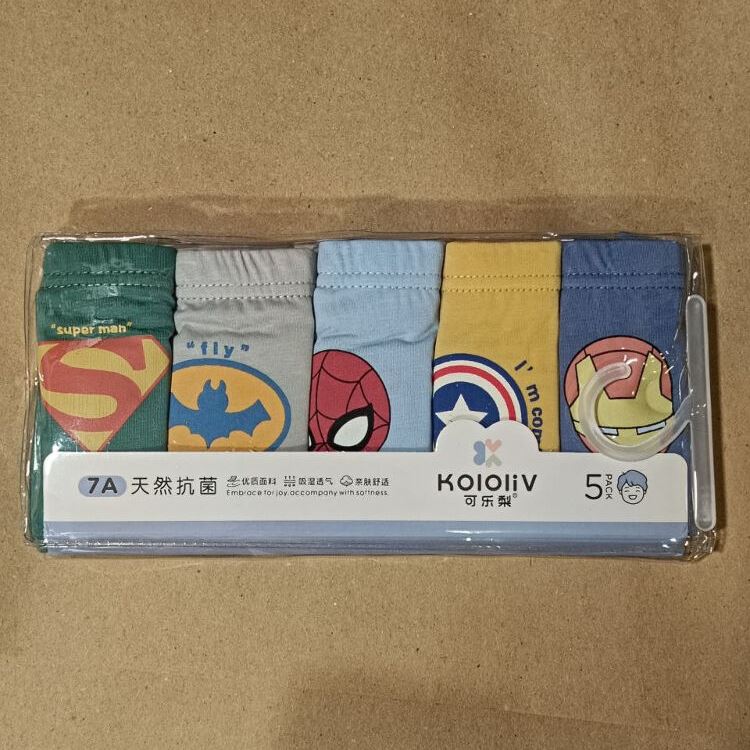 "super man"
"fly"
I'm com
7A 天然抗菌
优质面料 吸湿透气 亲肤舒适
Embrace for joy,accompany with softness.
KololiV
可乐梨®
5 PACK